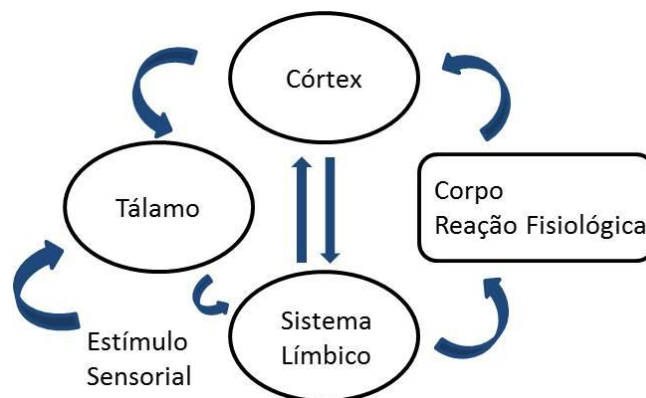 Córtex
Tálamo
Corpo
Reação Fisiológica
Estímulo
Sensorial
Sistema
Límbico